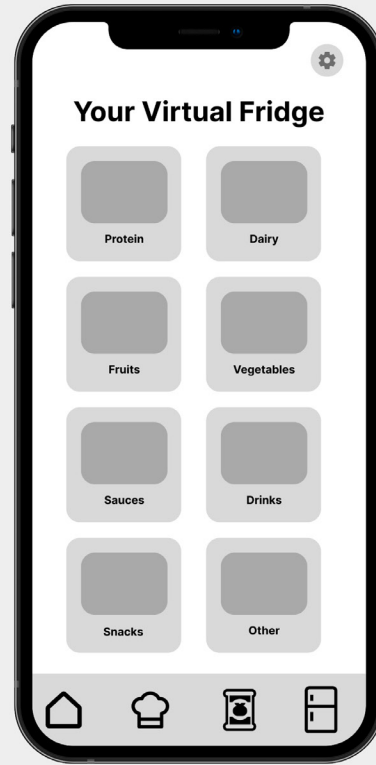 Your Virtual Fridge
Protein
Dairy
Fruits
Vegetables
Sauces
Drinks
Snacks
Other